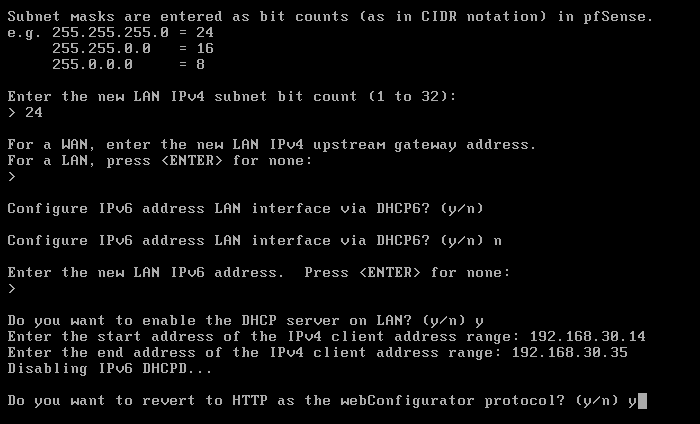 Subnet masks are entered as bit counts (as in CIDR notation) in pfSense.
e.g. 255.255.255.0 = 24
     255.255.0.0   = 16
     255.0.0.0     = 8
Enter the new LAN IPv4 subnet bit count (1 to 32):
> 24
For a WAN, enter the new LAN IPv4 upstream gateway address.
For a LAN, press <ENTER> for none:
>
Configure IPv6 address LAN interface via DHCP6? (y/n)
Configure IPv6 address LAN interface via DHCP6? (y/n) n
Enter the new LAN IPv6 address.  Press <ENTER> for none:
>
Do you want to enable the DHCP server on LAN? (y/n) y
Enter the start address of the IPv4 client address range: 192.168.30.14
Enter the end address of the IPv4 client address range: 192.168.30.35
Disabling IPv6 DHCPD...
Do you want to revert to HTTP as the webConfigurator protocol? (y/n) y